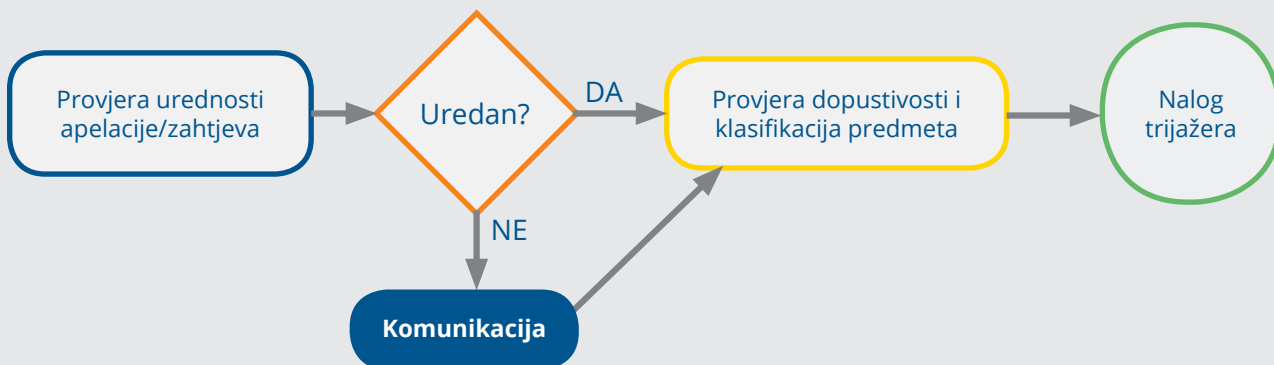 Provjera urednosti
apelacije/zahtjeva
Uredan?
DA
Provjera dopustivosti i
klasifikacija predmeta
Nalog
trijažera
NE
Komunikacija